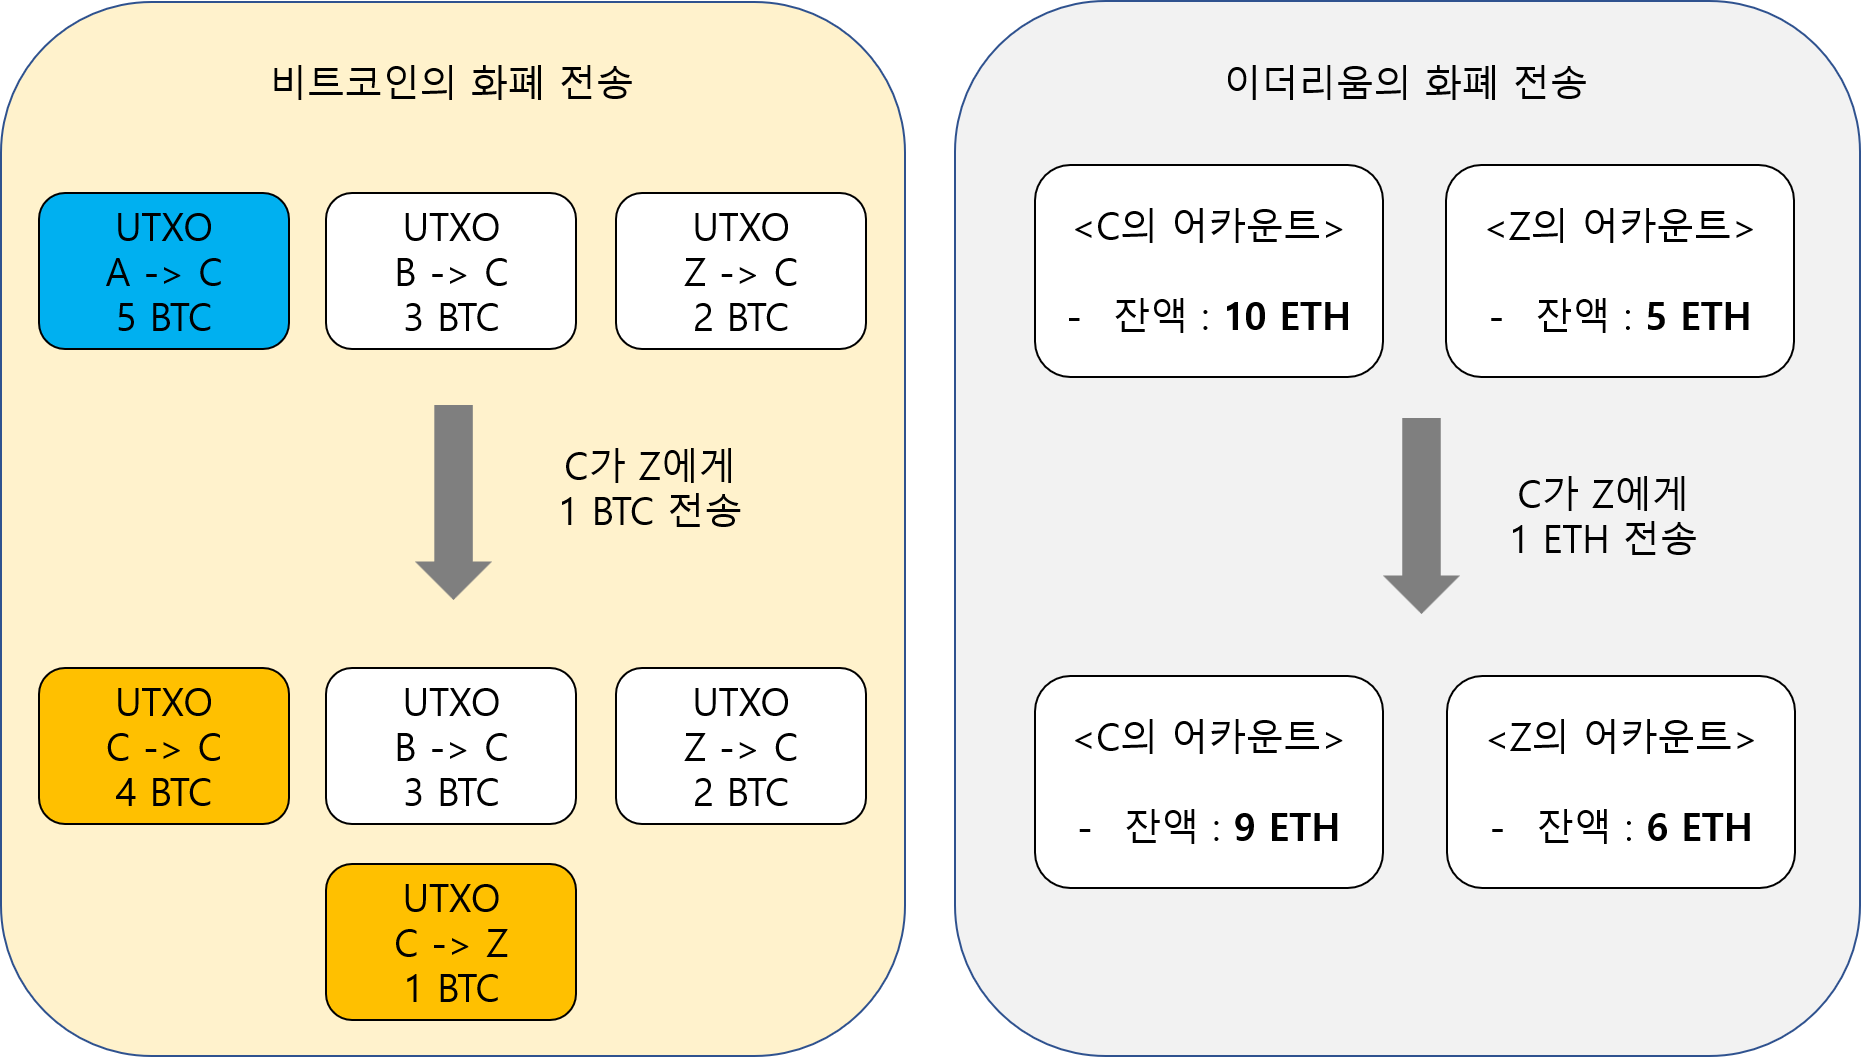 비트코인의 화폐 전송
UTXO
A -> C
5 BTC
UTXO
B -> C
3 BTC
UTXO
Z -> C
2 BTC
C가 Z에게
1 BTC 전송
UTXO
C -> C
4 BTC
UTXO
B -> C
3 BTC
UTXO
Z -> C
2 BTC
UTXO
C -> Z
1 BTC
이더리움의 화폐 전송
<C의 어카운트>
- 잔액 : 10 ETH
<Z의 어카운트>
- 잔액 : 5 ETH
C가 Z에게
1 ETH 전송
<C의 어카운트>
- 잔액 : 9 ETH
<Z의 어카운트>
- 잔액 : 6 ETH